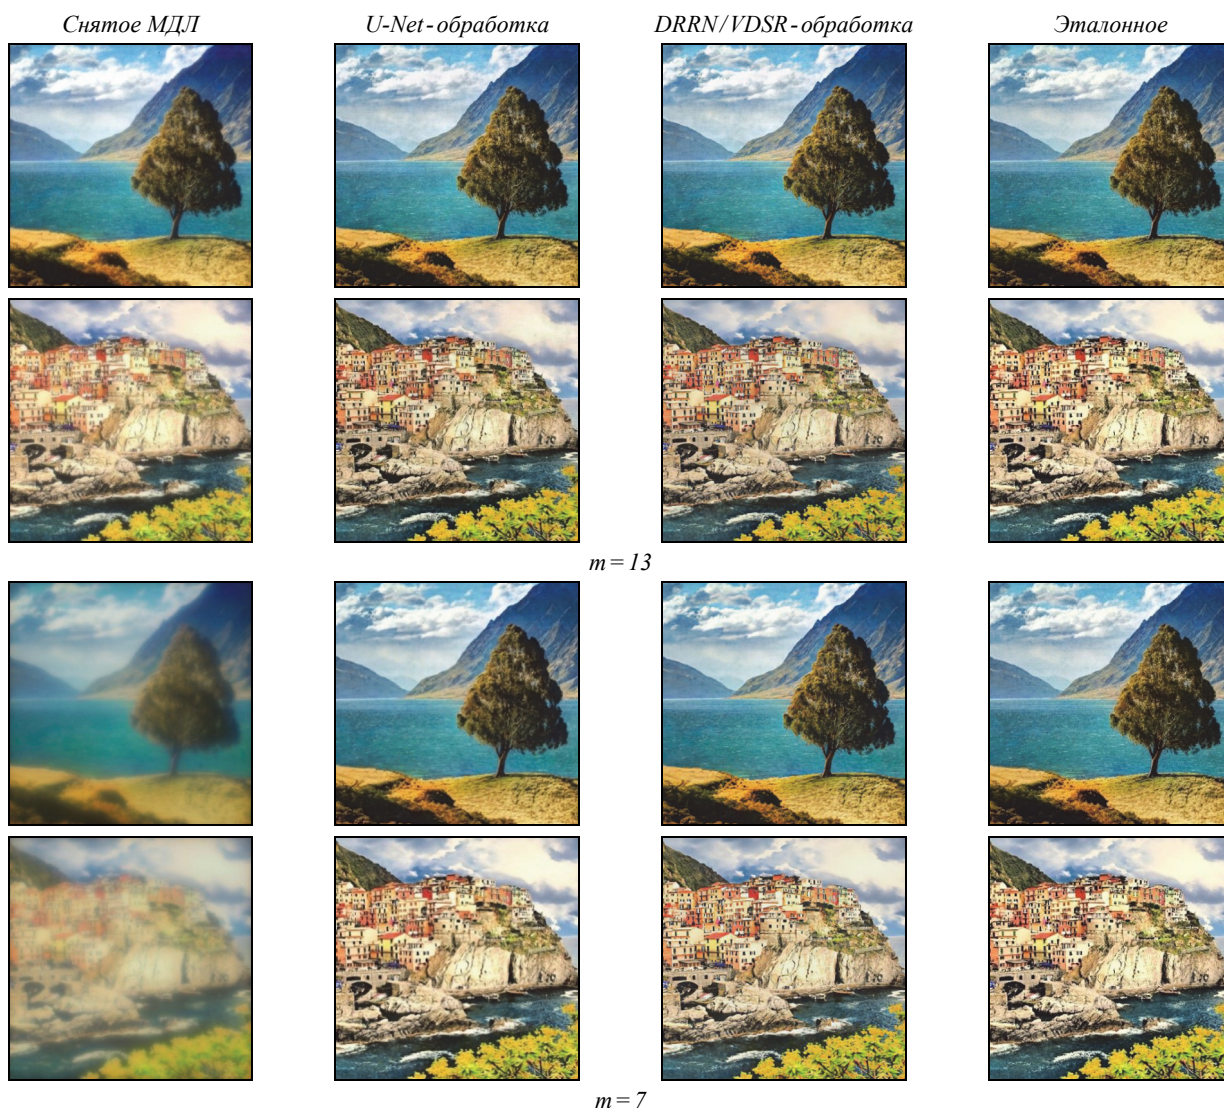 Снятое МДЛ
U-Net-обработка
DRRN/VDSR-обработка
Эталонное
m = 13
m = 7